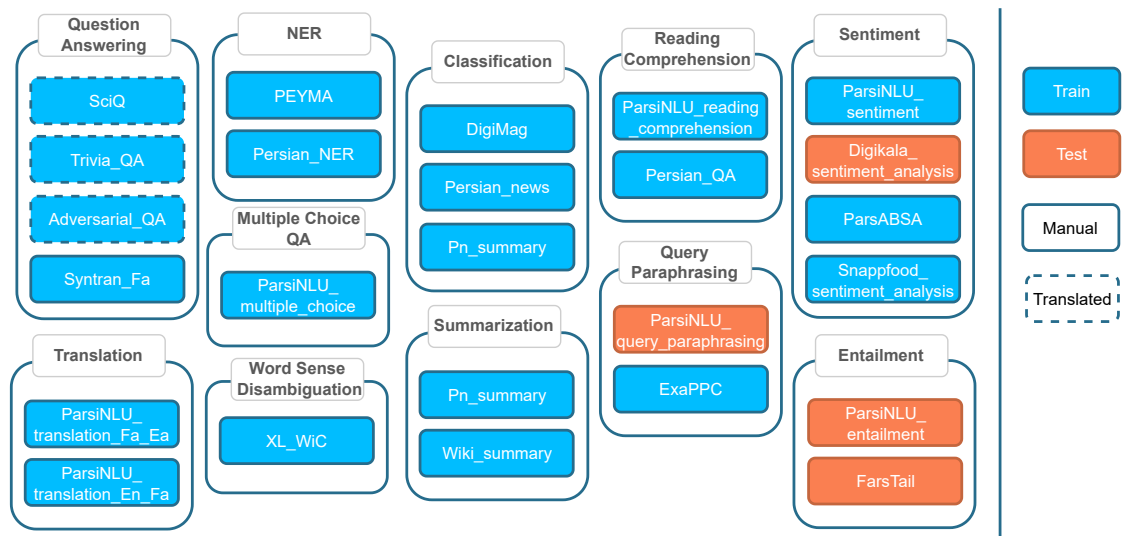 Question
Answering
SciQ
Trivia_QA
Adversarial_QA
Syntran_Fa
Translation
ParsiNLU_
translation_Fa_Ea
ParsiNLU_
translation_En_Fa
NER
PEYMA
Persian_NER
Multiple Choice
QA
ParsiNLU_
multiple_choice
Word Sense
Disambiguation
XL_WiC
Classification
DigiMag
Persian_news
Pn_summary
Summarization
Pn_summary
Wiki_summary
Reading
Comprehension
ParsiNLU_reading
_comprehension
Persian_QA
Query
Paraphrasing
ParsiNLU_
query_paraphrasing
ExaPPC
Sentiment
ParsiNLU_
sentiment
Digikala_
sentiment_analysis
ParsABSA
Snappfood_
sentiment_analysis
Entailment
ParsiNLU_
entailment
FarsTail
Train
Test
Manual
Translated